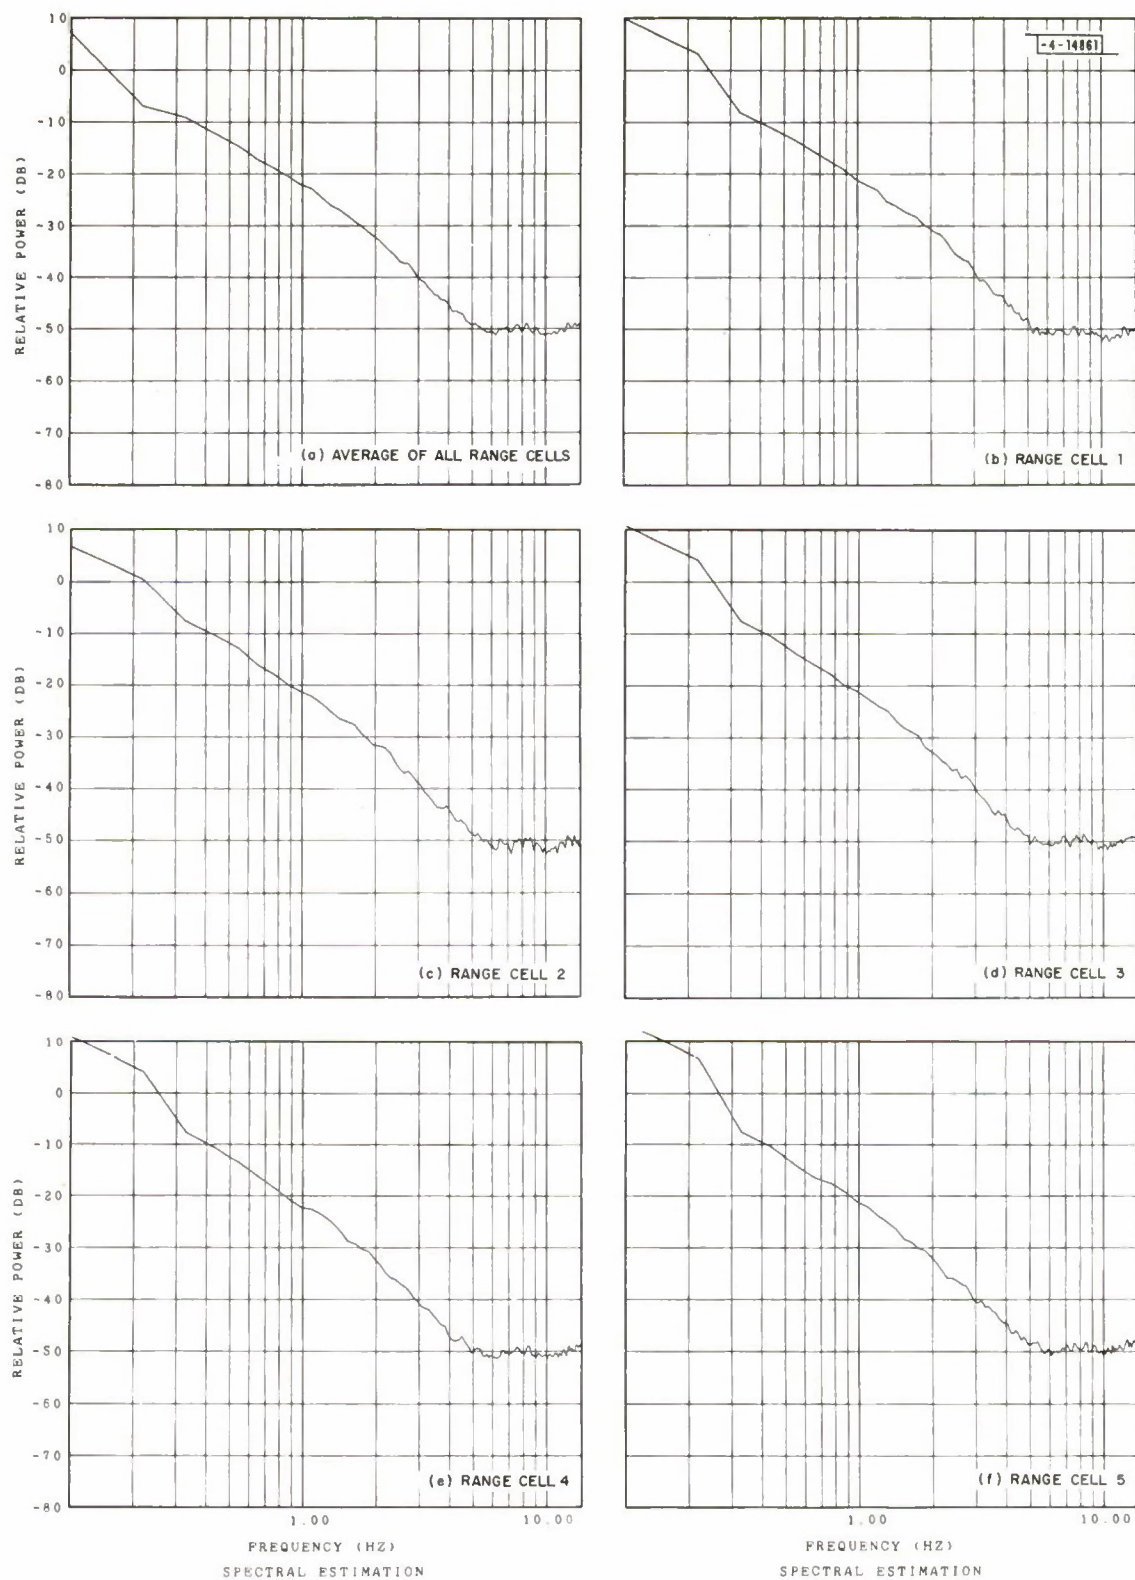 10
0
-10
-20
-30
-40
-50
-60
-70
-80
RELATIVE POWER (DB)
(a) AVERAGE OF ALL RANGE CELLS
-4-14861
(b) RANGE CELL 1
10
0
-10
-20
-30
-40
-50
-60
-70
-80
RELATIVE POWER (DB)
(c) RANGE CELL 2
(d) RANGE CELL 3
10
0
-10
-20
-30
-40
-50
-60
-70
-80
RELATIVE POWER (DB)
(e) RANGE CELL 4
(f) RANGE CELL 5
1.00 10.00
FREQUENCY (HZ)
SPECTRAL ESTIMATION
1.00 10.00
FREQUENCY (HZ)
SPECTRAL ESTIMATION